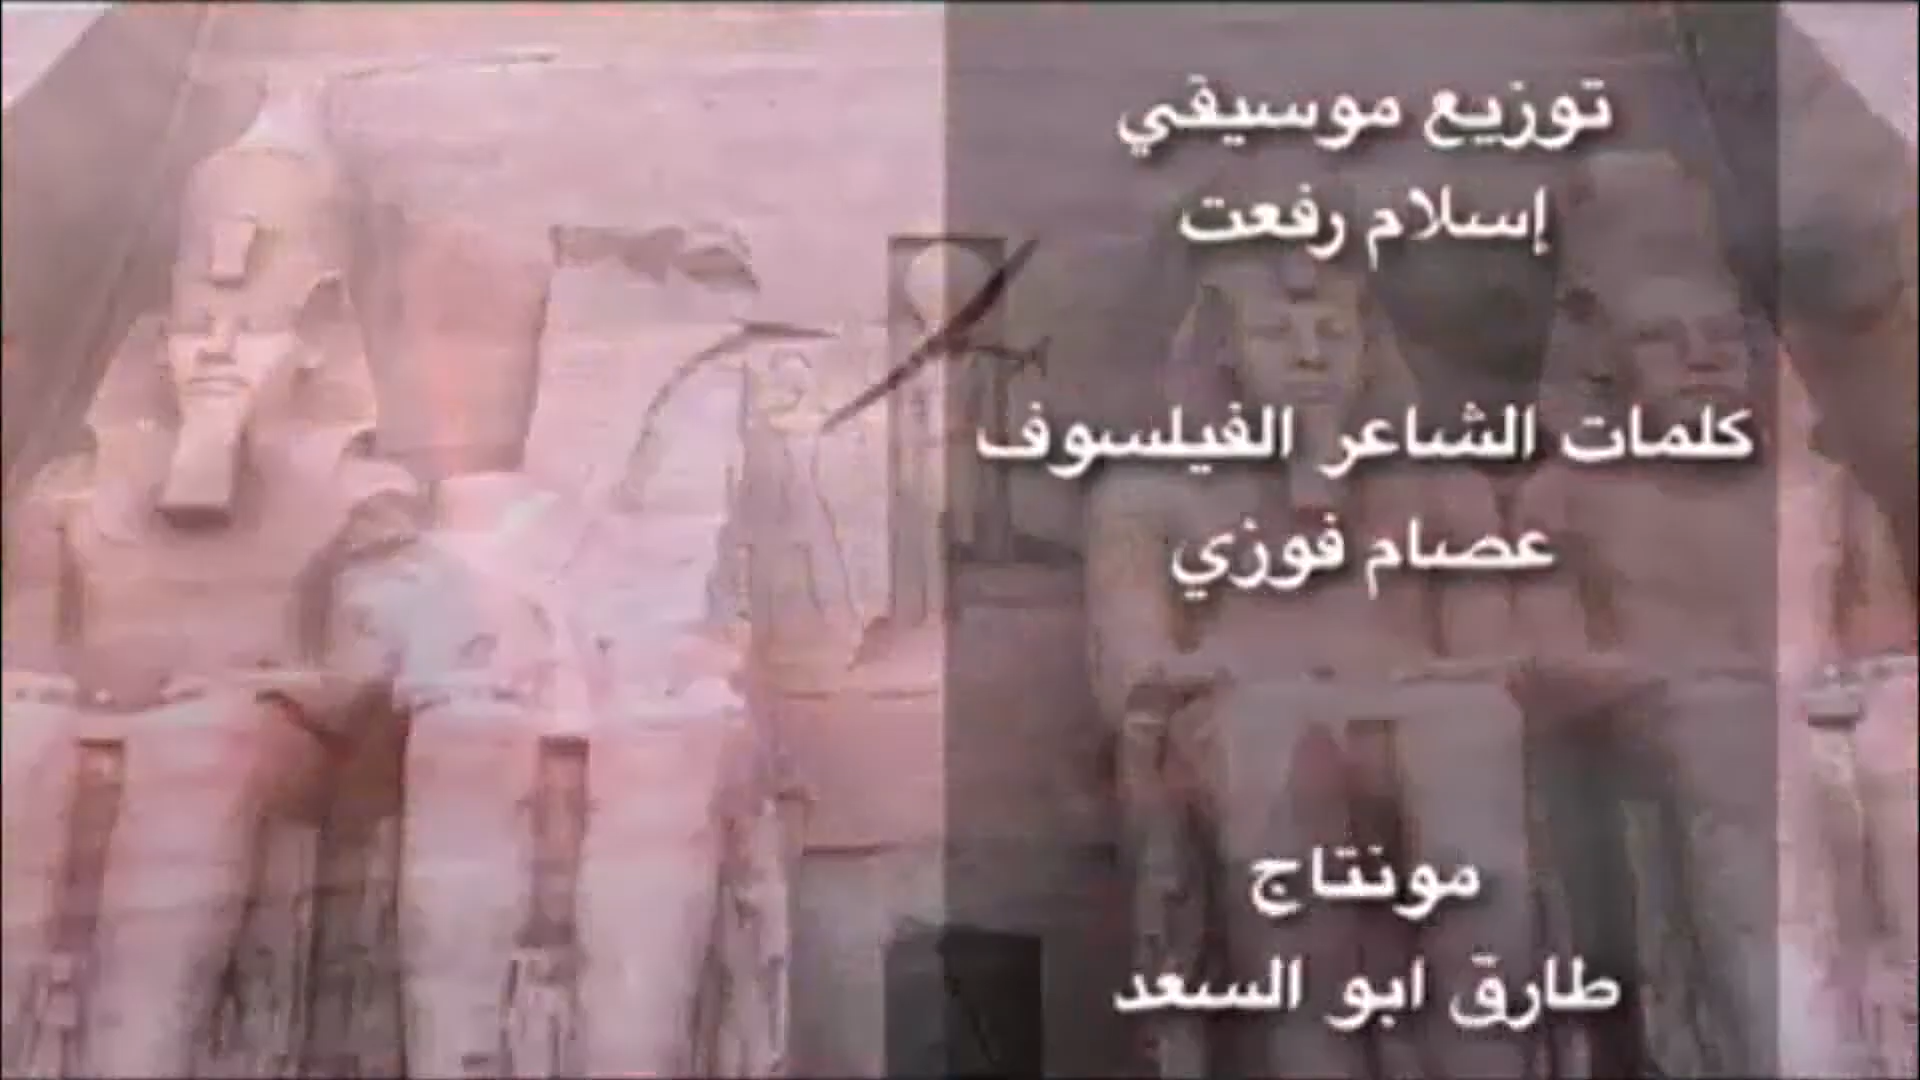 توزيع موسيقي
إسلام رفعت
كلمات الشاعر الفيلسوف
عصام فوزي
مونتاج
طارق ابو السعد